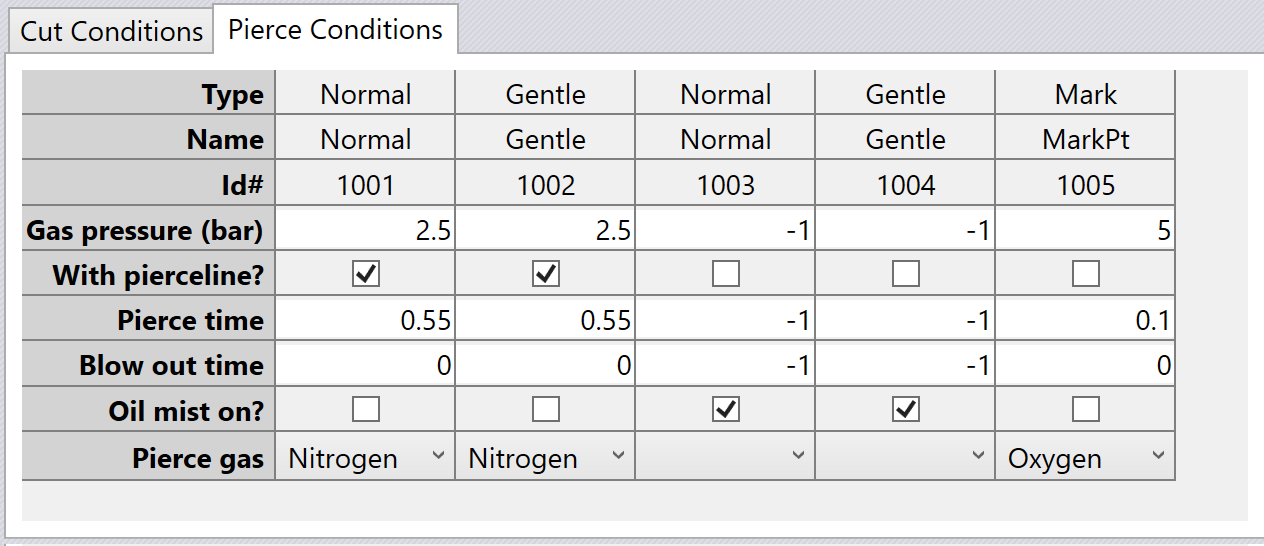 Cut Conditions Pierce Conditions
Type Normal Gentle Normal Gentle Mark
Name Normal Gentle Normal Gentle MarkPt
Id# 1001 1002 1003 1004 1005
Gas pressure (bar) 2.5 2.5 -1 -1 5
With pierceline?
Pierce time 0.55 0.55 -1 -1 0.1
Blow out time 0 0 -1 -1 0
Oil mist on?
Pierce gas Nitrogen Nitrogen Oxygen